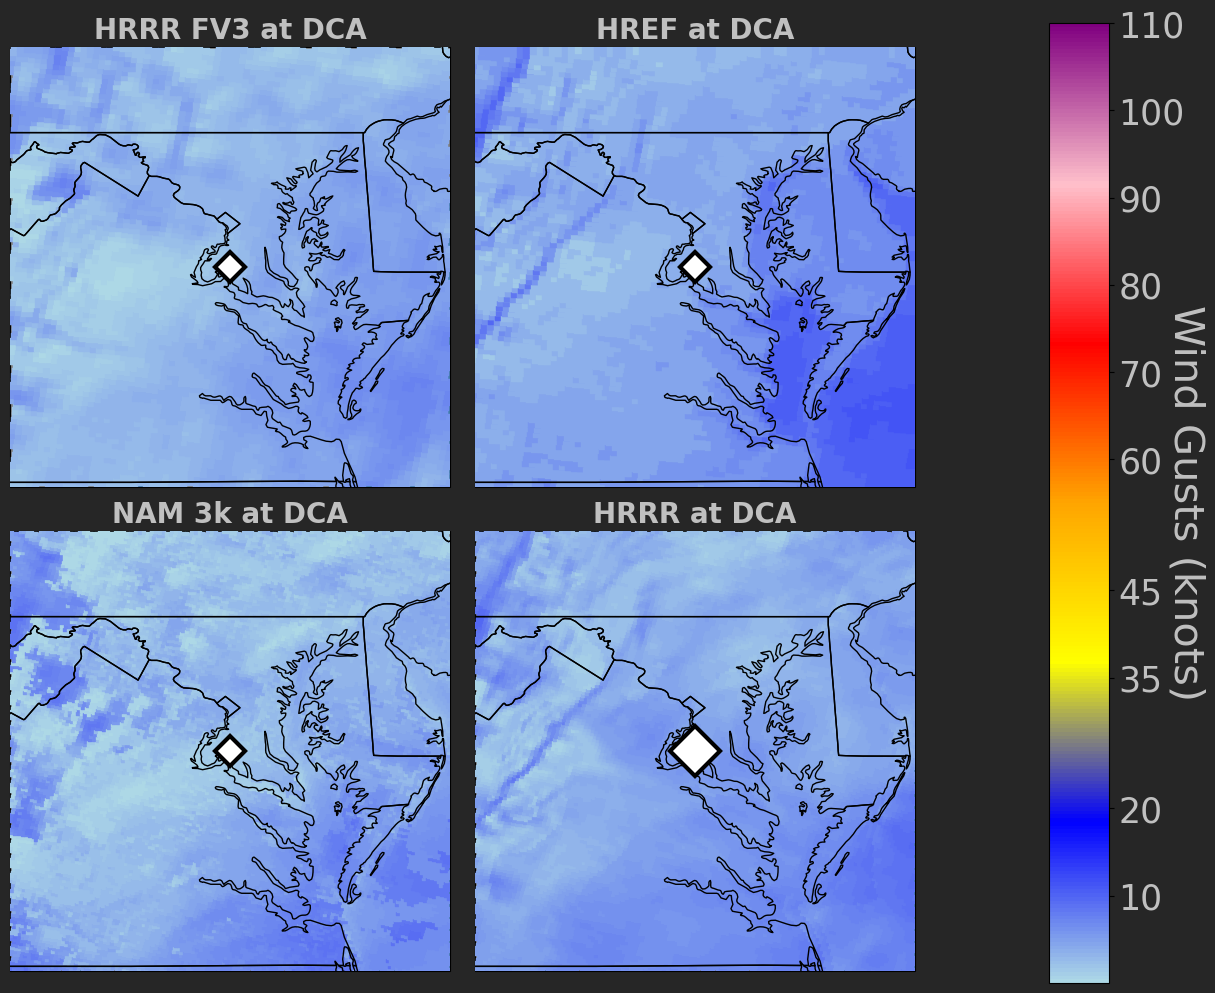 HRRR FV3 at DCA
HREF at DCA
NAM 3k at DCA
HRRR at DCA
110
100
90
80
70
60
45
35
20
10
Wind Gusts (knots)